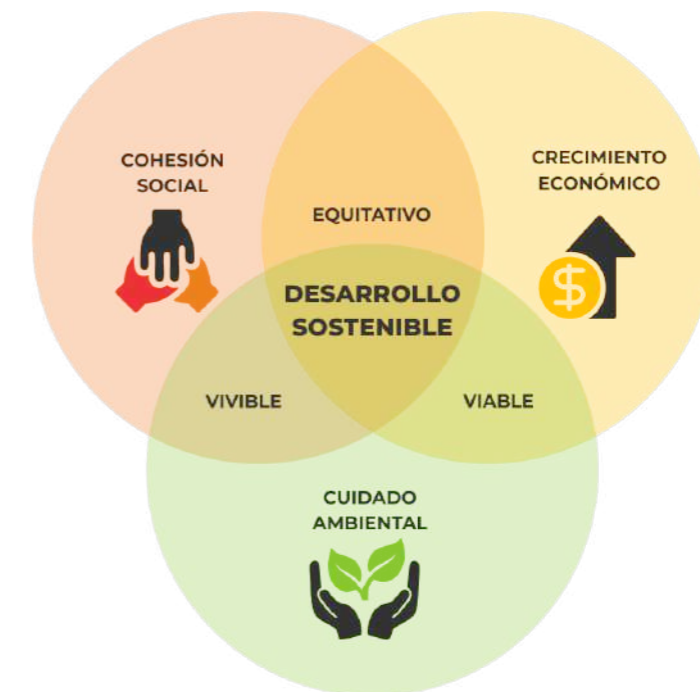 COHESIÓN
SOCIAL
CRECIMIENTO
ECONÓMICO
EQUITATIVO
$
DESARROLLO
SOSTENIBLE
VIVIBLE
VIABLE
CUIDADO
AMBIENTAL